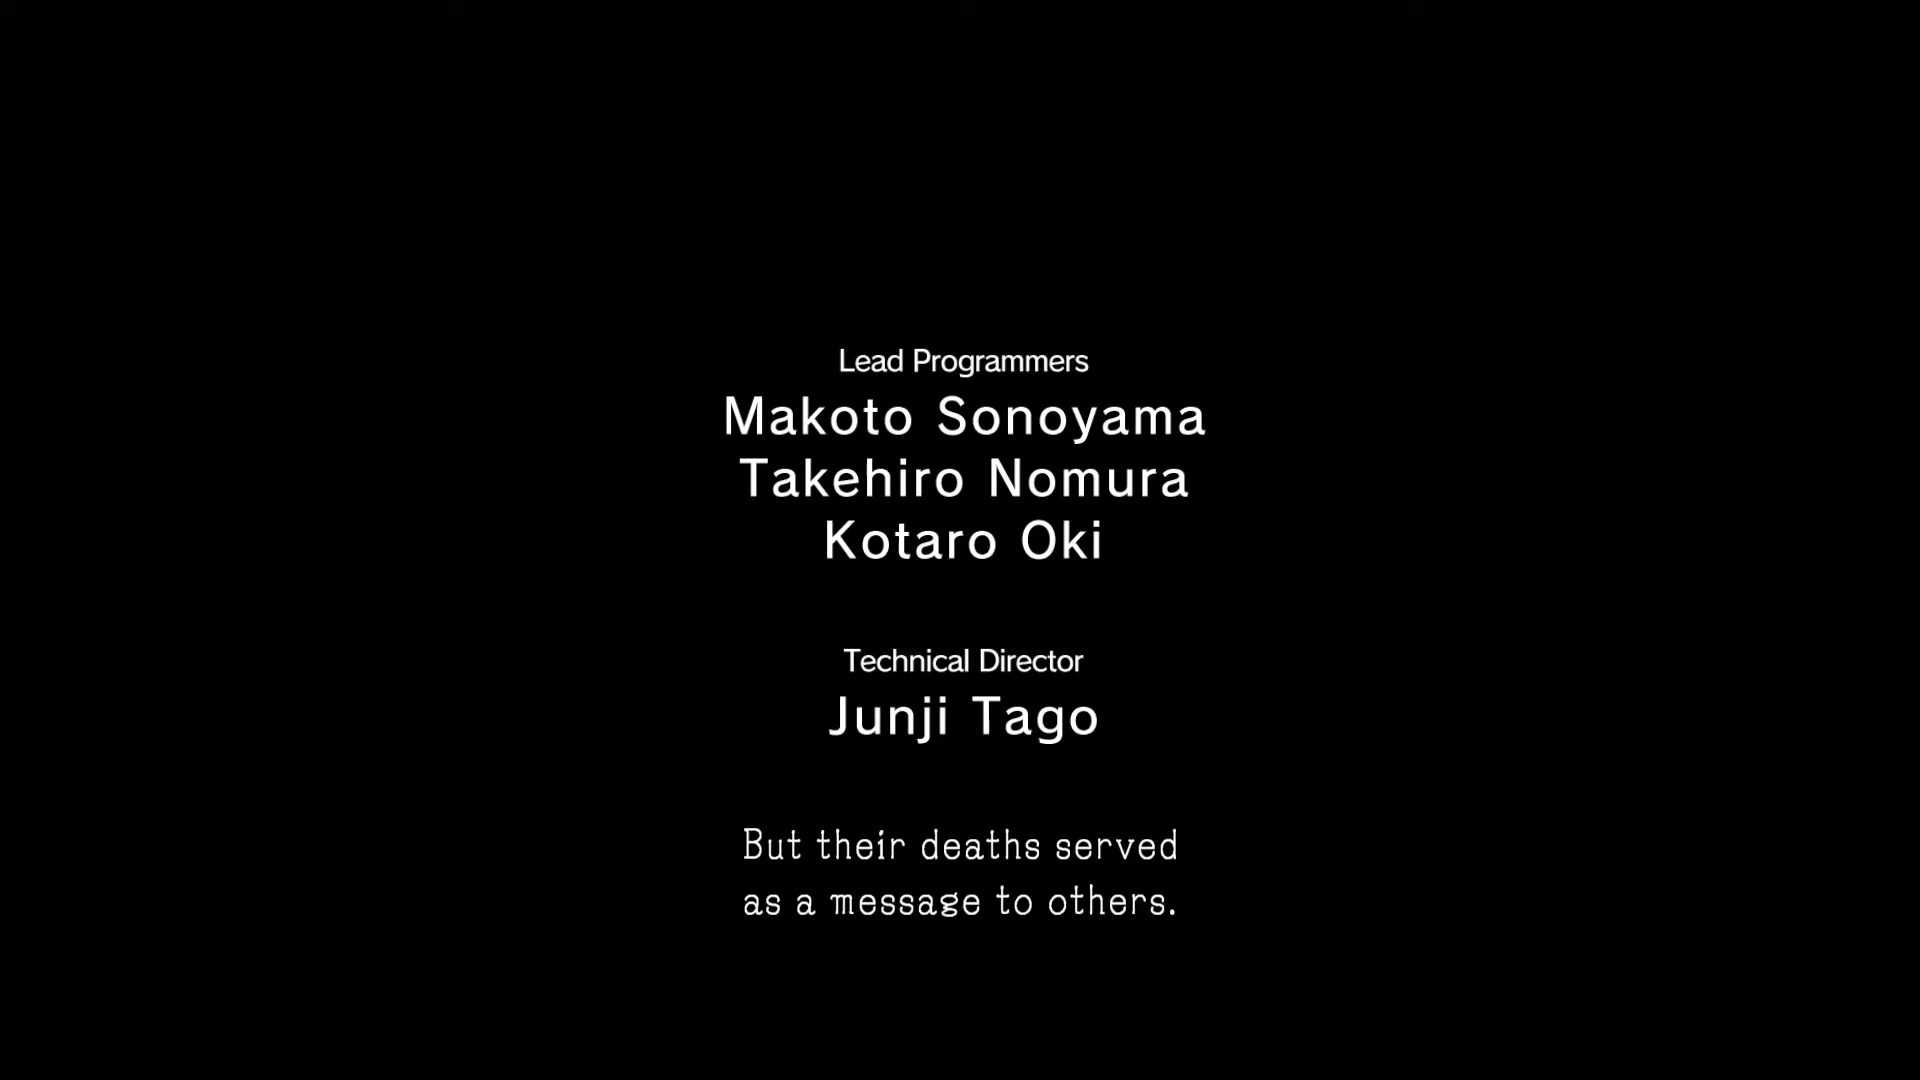 Lead Programmers
Makoto Sonoyama
Takehiro Nomura
Kotaro Oki
Technical Director
Junji Tago
But their deaths served
as a message to others.